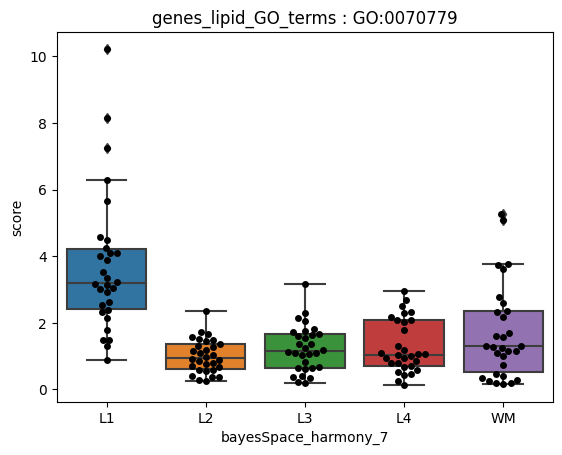 genes_lipid_GO_terms : GO:0070779
10
8
6
4
2
0
score
L1 L2 L3 L4 WM
bayesSpace_harmony_7